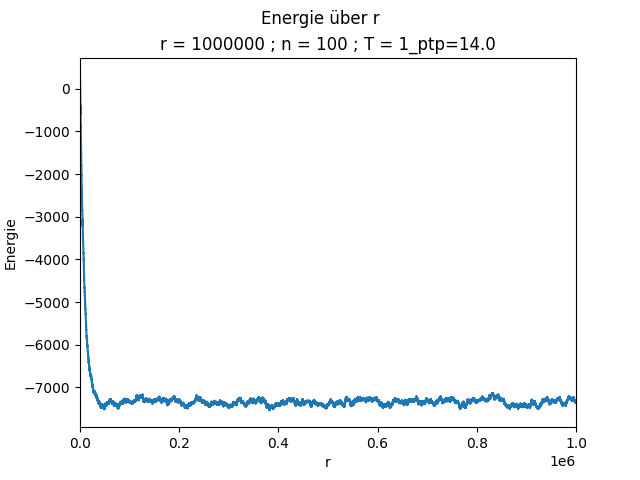 Energie über r
r = 1000000 ; n = 100 ; T = 1_ptp=14.0
Energie
0
−1000
−2000
−3000
−4000
−5000
−6000
−7000
0.0 0.2 0.4 0.6 0.8 1.0
1e6
r